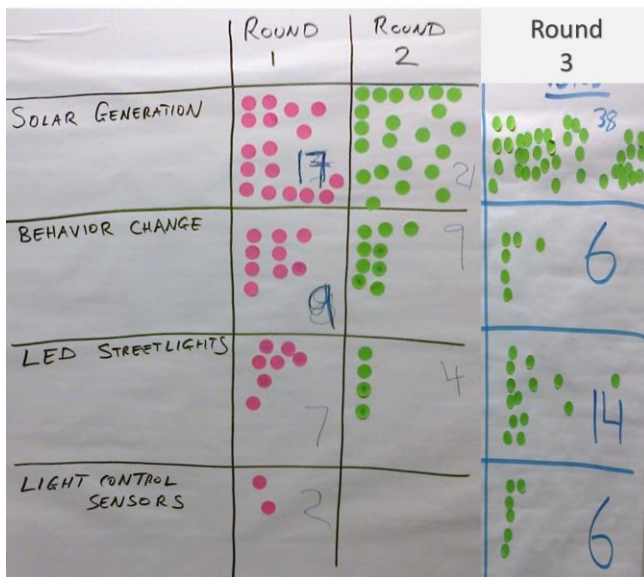 ROUND 1
ROUND 2
Round 3
SOLAR GENERATION
17
21
38
BEHAVIOR CHANGE
9
9
6
LED STREETLIGHTS
7
4
14
LIGHT CONTROL
SENSORS
2
6